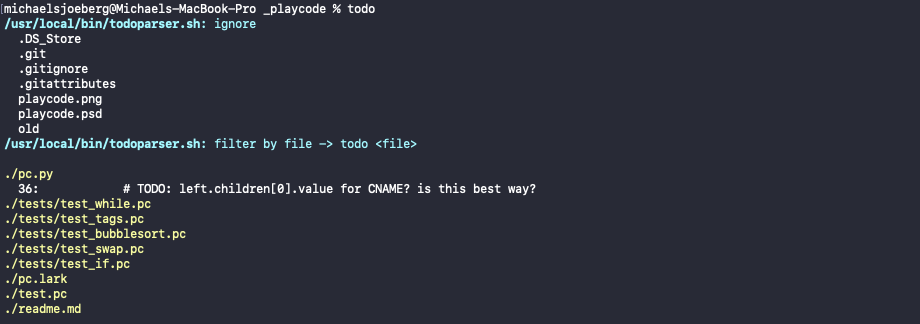 michaelsjoeberg@Michaels-MacBook-Pro _playcode % todo
/usr/local/bin/todoparser.sh: ignore
.DS_Store
.git
.gitignore
.gitattributes
playcode.png
playcode.psd
old
/usr/local/bin/todoparser.sh: filter by file -> todo <file>
./pc.py
36: # TODO: left.children[0].value for CNAME? is this best way?
./tests/test_while.pc
./tests/test_tags.pc
./tests/test_bubblesort.pc
./tests/test_swap.pc
./tests/test_if.pc
./pc.lark
./test.pc
./readme.md